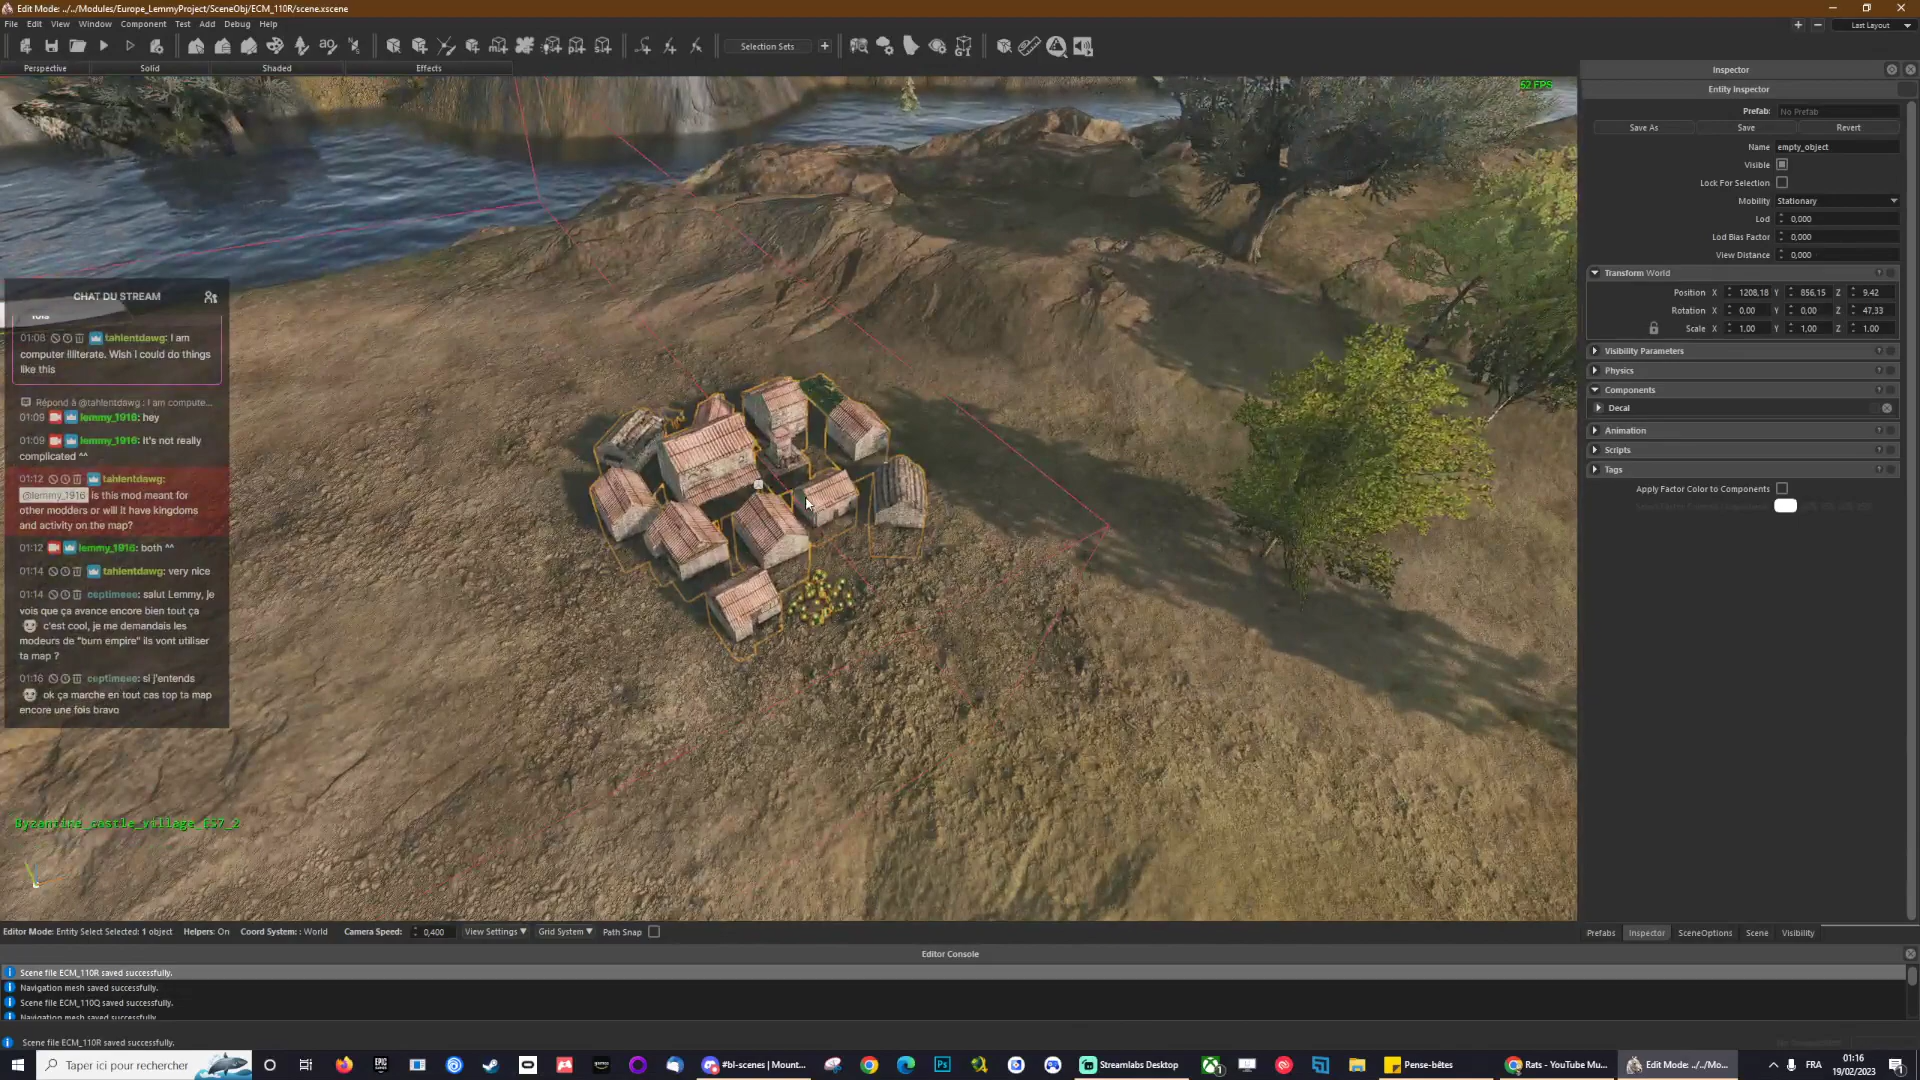 Edit Mode: ../../Modules/Europe_LemmyProject/SceneObj/ECM_110R/scene.xscene
File Edit View Window Component Test Add Debug Help
Last Layout
Selection Sets
Perspective Solid Shaded Effects
52 FPS
Inspector
Entity Inspector
Prefab: No Prefab
Save As Save Revert
Name empty_object
Visible
Lock For Selection
Mobility Stationary
Lod 0,000
Lod Bias Factor 0,000
View Distance 0,000
Transform World
Position X 1208,18 Y 856,15 Z 9.42
Rotation X 0,00 Y 0,00 Z 47.33
Scale X 1.00 Y 1,00 Z 1,00
Visibility Parameters
Physics
Components
Decal
Animation
Scripts
Tags
Apply Factor Color to Components
CHAT DU STREAM
fois
01:08 tahlentdawg: I am
computer illiterate. Wish I could do things
like this
Répond à @tahlentdawg : I am compute...
01:09 lemmy_1916: hey
01:09 lemmy_1916: It's not really
complicated ^^
01:12 tahlentdawg:
@lemmy_1916 is this mod meant for
other modders or will it have kingdoms
and activity on the map?
01:12 lemmy_1916: both ^^
01:14 tahlentdawg: very nice
01:14 ceptimeee: salut Lemmy, je
vois que ça avance encore bien tout ça
c'est cool, je me demandais les
modeurs de "burn empire" ils vont utiliser
ta map ?
01:16 ceptimeee: si j'entends
ok ça marche en tout cas top ta map
encore une fois bravo
Editor Mode: Entity Select Selected: 1 object Helpers: On Coord System: : World Camera Speed: 0,400 View Settings Grid System Path Snap
Prefabs Inspector SceneOptions Scene Visibility
Editor Console
Scene file ECM_110R saved successfully.
Navigation mesh saved successfully.
Scene file ECM_110Q saved successfully.
Navigation mesh saved successfully.
Scene file ECM_110R saved successfully.
Taper ici pour rechercher
#bl-scenes | Mount...
Streamlabs Desktop
Pense-bêtes
Rats - YouTube Mu...
Edit Mode: ../../Mo...
FRA
01:16
19/02/2023